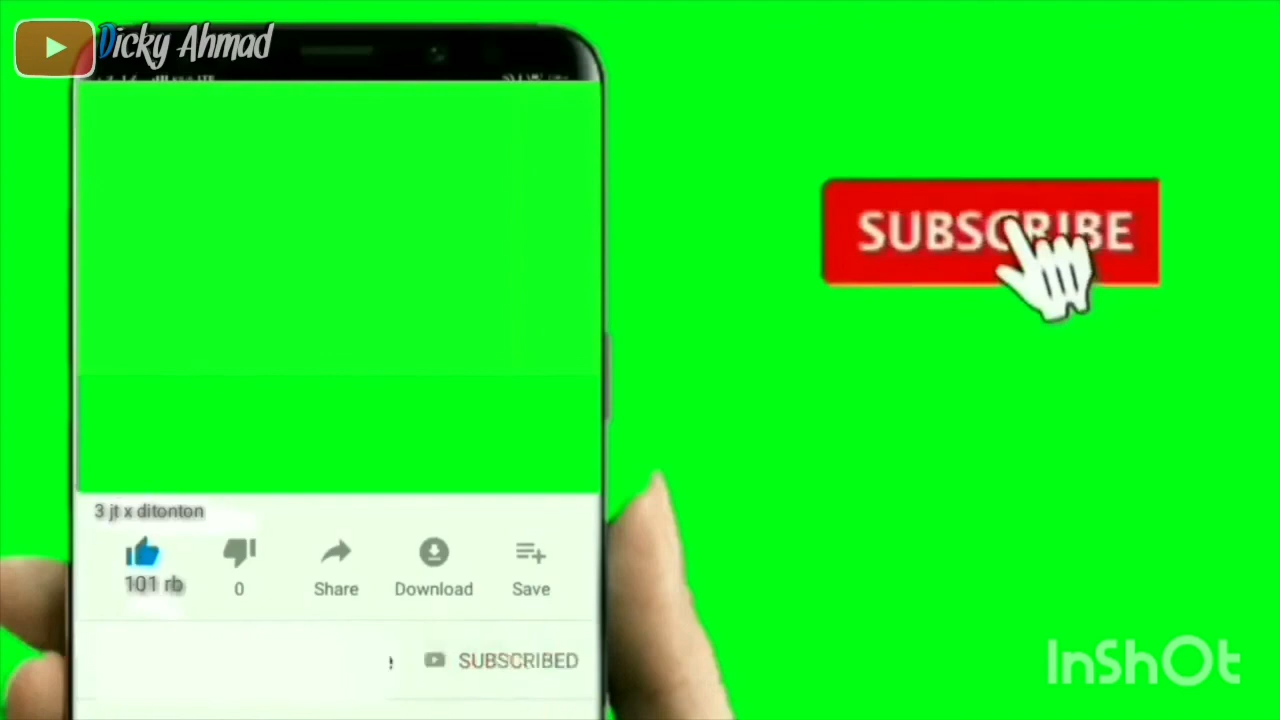 Dicky Ahmad
SUBSCRIBE
3 jt x ditonton
101 rb
0
Share
Download
Save
SUBSCRIBED
InShOt